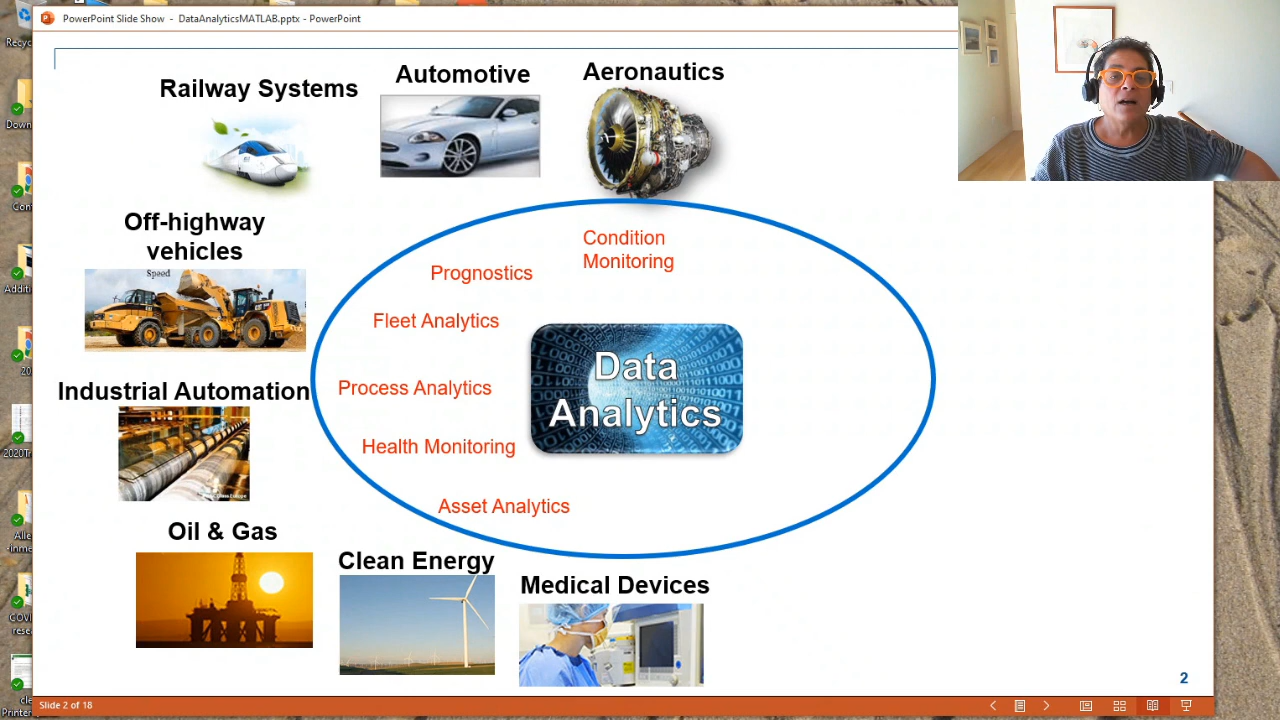 PowerPoint Slide Show - DataAnalyticsMATLAB.pptx - PowerPoint
Railway Systems
Automotive
Aeronautics
Off-highway
vehicles
Speed
Condition
Monitoring
Prognostics
Fleet Analytics
Process Analytics
Health Monitoring
Asset Analytics
Data
Analytics
Industrial Automation
Oil & Gas
Clean Energy
Medical Devices
2
Slide 2 of 18